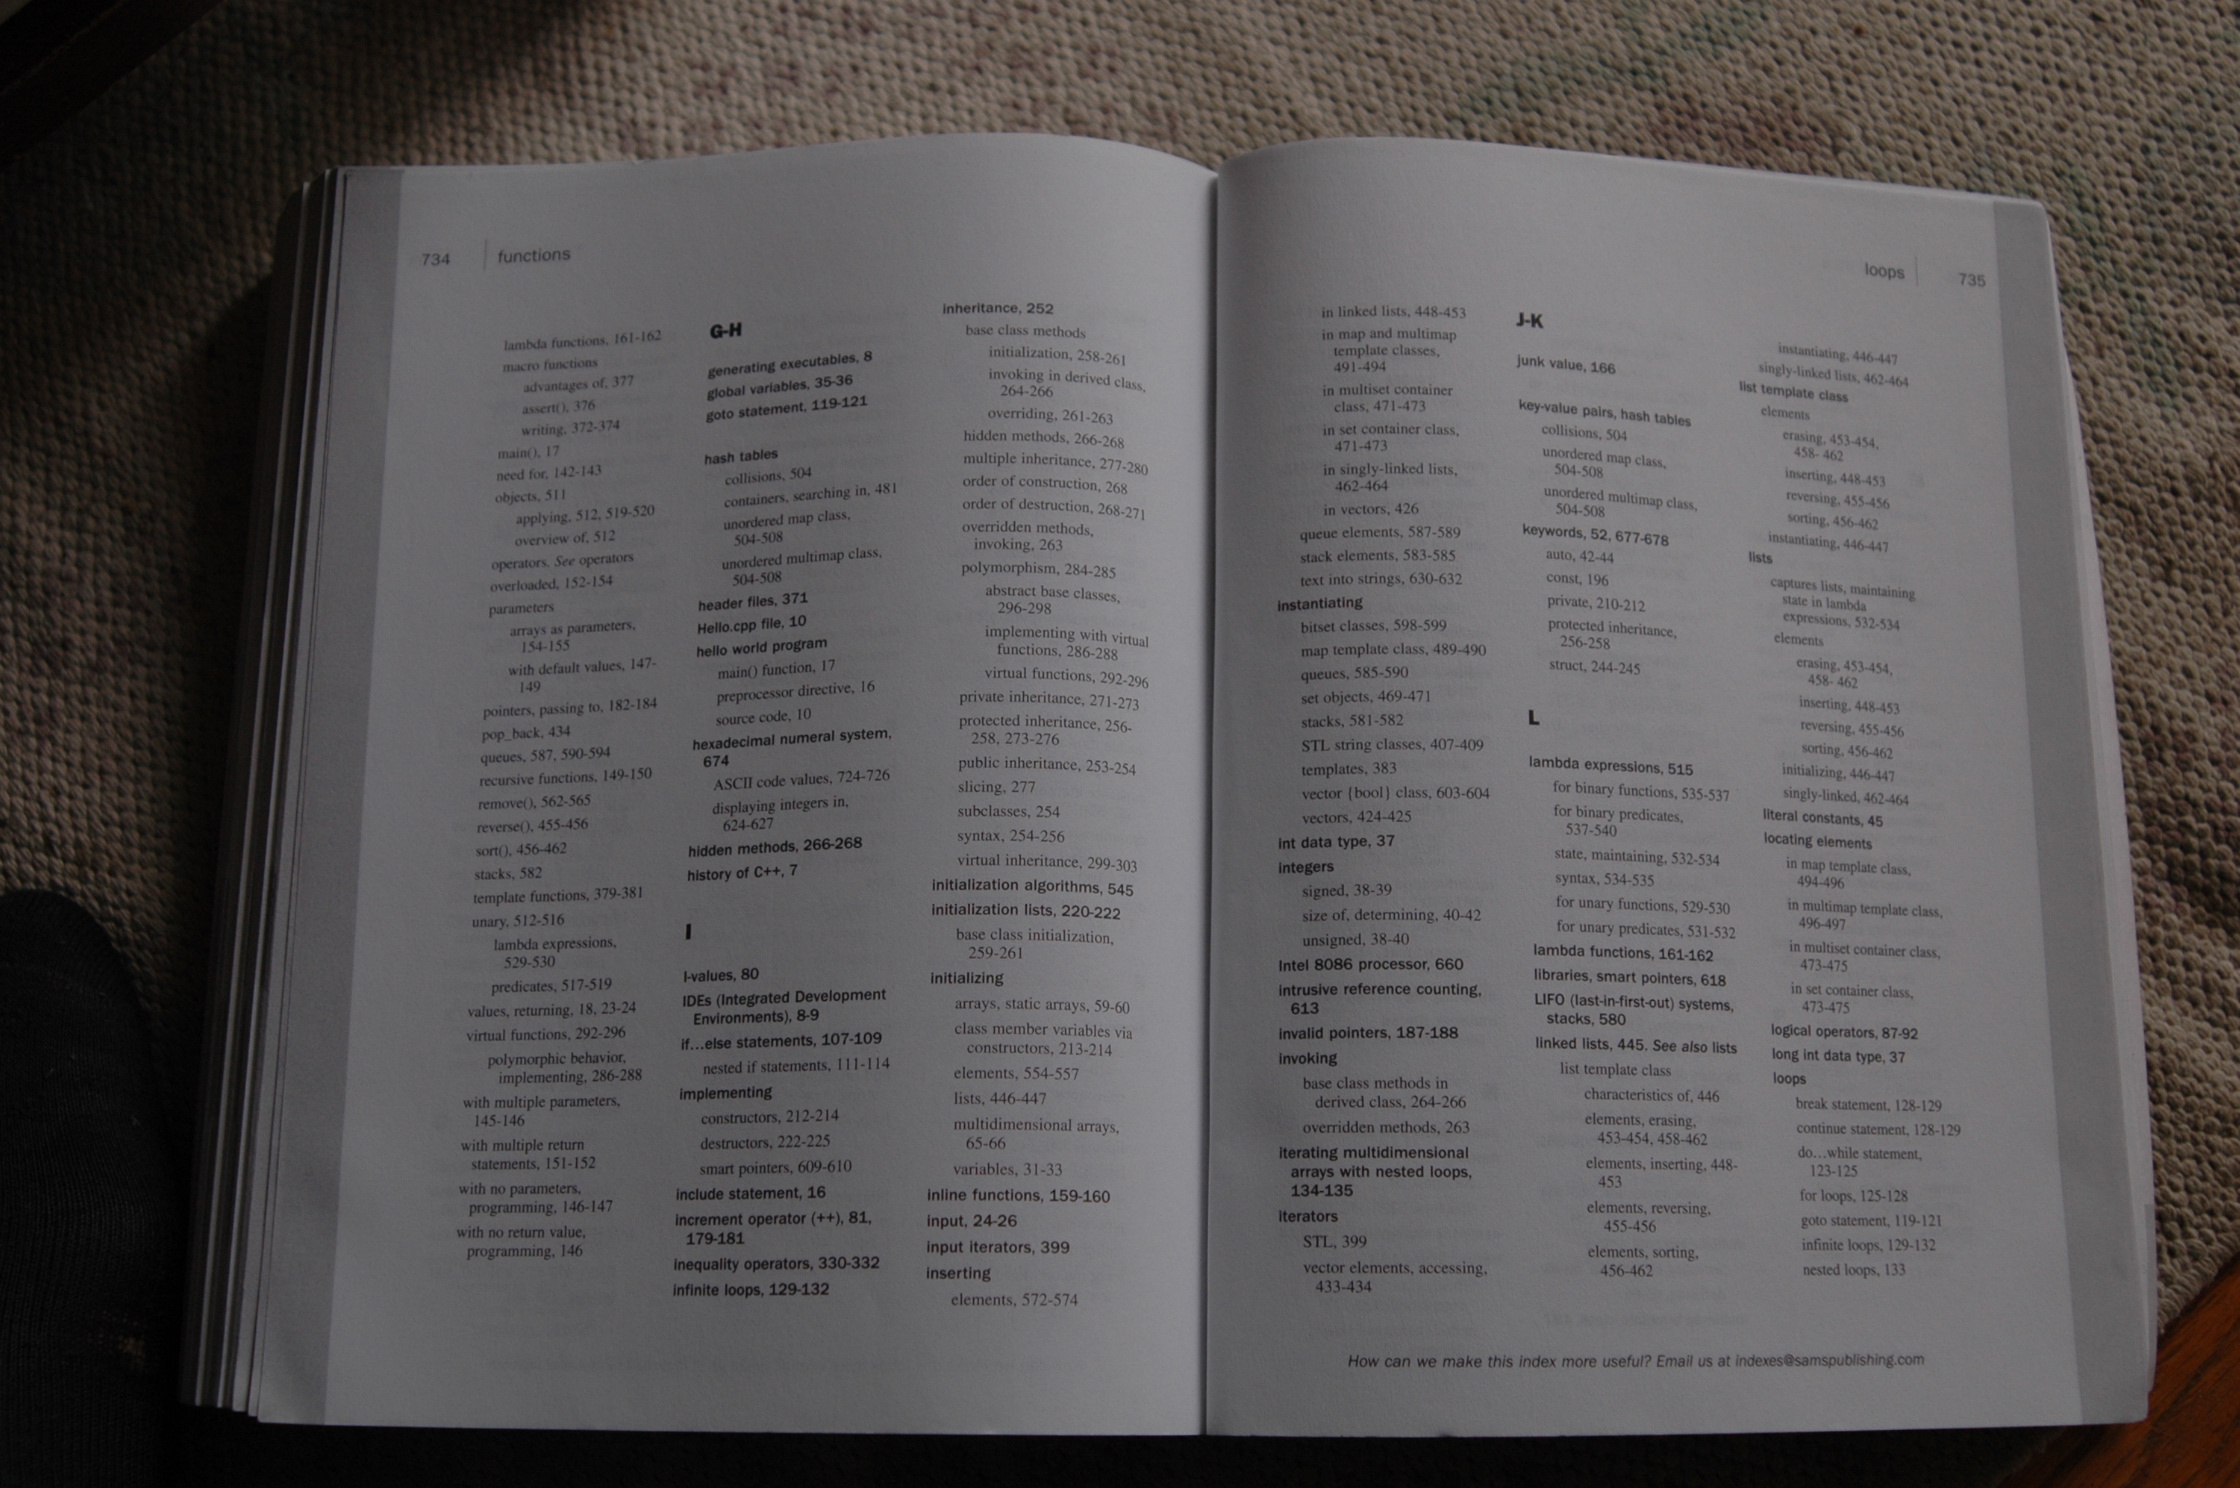 734 functions
lambda functions, 161-162
macro functions
advantages of, 377
assert(), 376
writing, 372-374
main(), 17
need for, 142-143
objects, 511
applying, 512, 519-520
overview of, 512
operators. See operators
overloaded, 152-154
parameters
arrays as parameters,
154-155
with default values, 147-
149
pointers, passing to, 182-184
pop_back, 434
queues, 587, 590-594
recursive functions, 149-150
remove(), 562-565
reverse(), 455-456
sort(), 456-462
stacks, 582
template functions, 379-381
unary, 512-516
lambda expressions,
529-530
predicates, 517-519
values, returning, 18, 23-24
virtual functions, 292-296
polymorphic behavior,
implementing, 286-288
with multiple parameters,
145-146
with multiple return
statements, 151-152
with no parameters,
programming, 146-147
with no return value,
programming, 146
G-H
generating executables, 8
global variables, 35-36
goto statement, 119-121
hash tables
collisions, 504
containers, searching in, 481
unordered map class,
504-508
unordered multimap class,
504-508
header files, 371
Hello.cpp file, 10
hello world program
main() function, 17
preprocessor directive, 16
source code, 10
hexadecimal numeral system,
674
ASCII code values, 724-726
displaying integers in,
624-627
hidden methods, 266-268
history of C++, 7
I
l-values, 80
IDEs (Integrated Development
Environments), 8-9
if...else statements, 107-109
nested if statements, 111-114
implementing
constructors, 212-214
destructors, 222-225
smart pointers, 609-610
include statement, 16
increment operator (++), 81,
179-181
inequality operators, 330-332
infinite loops, 129-132
inheritance, 252
base class methods
initialization, 258-261
invoking in derived class,
264-266
overriding, 261-263
hidden methods, 266-268
multiple inheritance, 277-280
order of construction, 268
order of destruction, 268-271
overridden methods,
invoking, 263
polymorphism, 284-285
abstract base classes,
296-298
implementing with virtual
functions, 286-288
virtual functions, 292-296
private inheritance, 271-273
protected inheritance, 256-
258, 273-276
public inheritance, 253-254
slicing, 277
subclasses, 254
syntax, 254-256
virtual inheritance, 299-303
initialization algorithms, 545
initialization lists, 220-222
base class initialization,
259-261
initializing
arrays, static arrays, 59-60
class member variables via
constructors, 213-214
elements, 554-557
lists, 446-447
multidimensional arrays,
65-66
variables, 31-33
inline functions, 159-160
input, 24-26
input iterators, 399
inserting
elements, 572-574
loops 735
in linked lists, 448-453
in map and multimap
template classes,
491-494
in multiset container
class, 471-473
in set container class,
471-473
in singly-linked lists,
462-464
in vectors, 426
queue elements, 587-589
stack elements, 583-585
text into strings, 630-632
instantiating
bitset classes, 598-599
map template class, 489-490
queues, 585-590
set objects, 469-471
stacks, 581-582
STL string classes, 407-409
templates, 383
vector {bool} class, 603-604
vectors, 424-425
int data type, 37
integers
signed, 38-39
size of, determining, 40-42
unsigned, 38-40
Intel 8086 processor, 660
intrusive reference counting,
613
invalid pointers, 187-188
invoking
base class methods in
derived class, 264-266
overridden methods, 263
iterating multidimensional
arrays with nested loops,
134-135
iterators
STL, 399
vector elements, accessing,
433-434
J-K
junk value, 166
key-value pairs, hash tables
collisions, 504
unordered map class,
504-508
unordered multimap class,
504-508
keywords, 52, 677-678
auto, 42-44
const, 196
private, 210-212
protected inheritance,
256-258
struct, 244-245
L
lambda expressions, 515
for binary functions, 535-537
for binary predicates,
537-540
state, maintaining, 532-534
syntax, 534-535
for unary functions, 529-530
for unary predicates, 531-532
lambda functions, 161-162
libraries, smart pointers, 618
LIFO (last-in-first-out) systems,
stacks, 580
linked lists, 445. See also lists
list template class
characteristics of, 446
elements, erasing,
453-454, 458-462
elements, inserting, 448-
453
elements, reversing,
455-456
elements, sorting,
456-462
instantiating, 446-447
singly-linked lists, 462-464
list template class
elements
erasing, 453-454,
458- 462
inserting, 448-453
reversing, 455-456
sorting, 456-462
instantiating, 446-447
lists
captures lists, maintaining
state in lambda
expressions, 532-534
elements
erasing, 453-454,
458- 462
inserting, 448-453
reversing, 455-456
sorting, 456-462
initializing, 446-447
singly-linked, 462-464
literal constants, 45
locating elements
in map template class,
494-496
in multimap template class,
496-497
in multiset container class,
473-475
in set container class,
473-475
logical operators, 87-92
long int data type, 37
loops
break statement, 128-129
continue statement, 128-129
do...while statement,
123-125
for loops, 125-128
goto statement, 119-121
infinite loops, 129-132
nested loops, 133
How can we make this index more useful? Email us at indexes@samspublishing.com